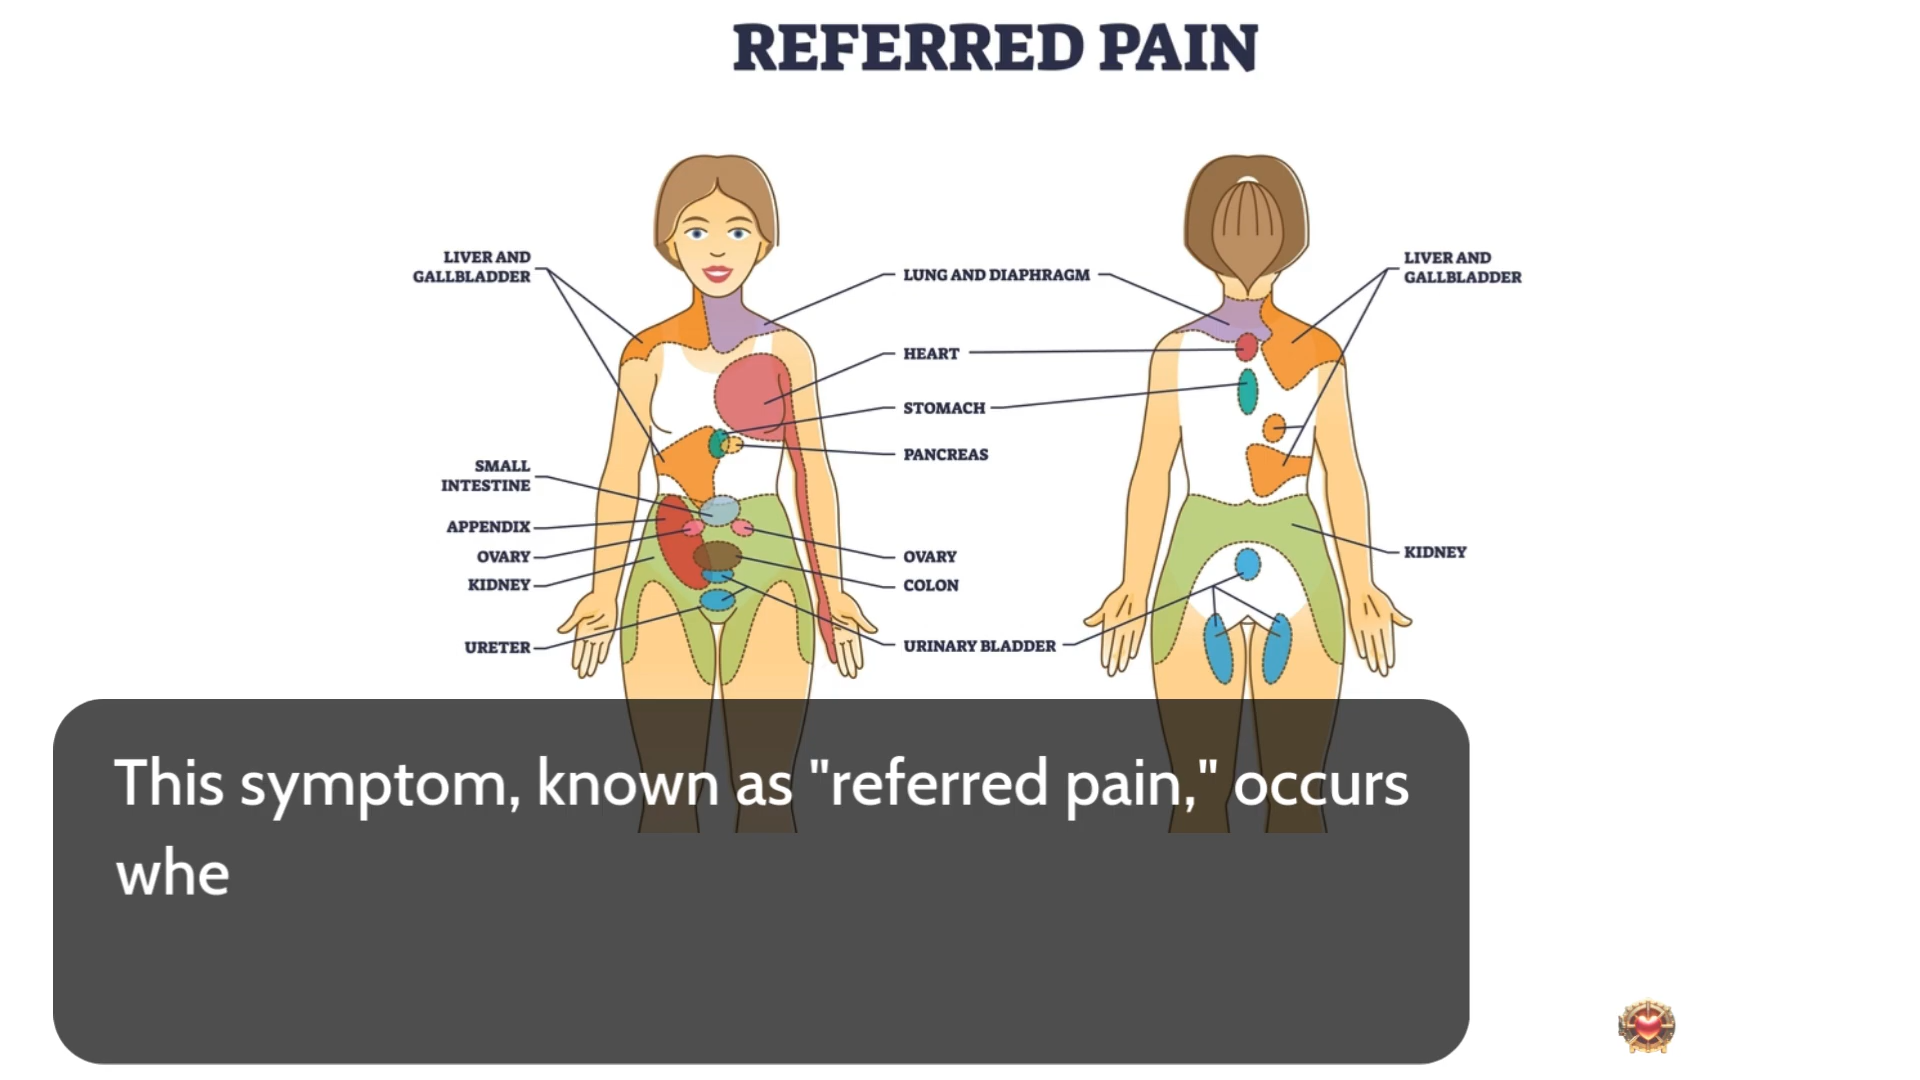 REFERRED PAIN
LIVER AND
GALLBLADDER
SMALL
INTESTINE
APPENDIX
OVARY
KIDNEY
URETER
LUNG AND DIAPHRAGM
HEART
STOMACH
PANCREAS
OVARY
COLON
URINARY BLADDER
LIVER AND
GALLBLADDER
KIDNEY
This symptom, known as "referred pain," occurs
whe